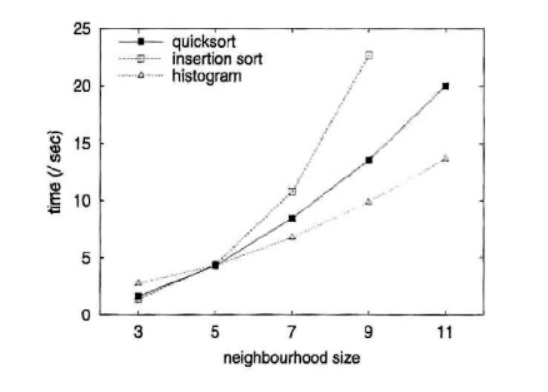 25
quicksort
insertion sort
histogram
20
15
10
5
0
time (/ sec)
3 5 7 9 11
neighbourhood size